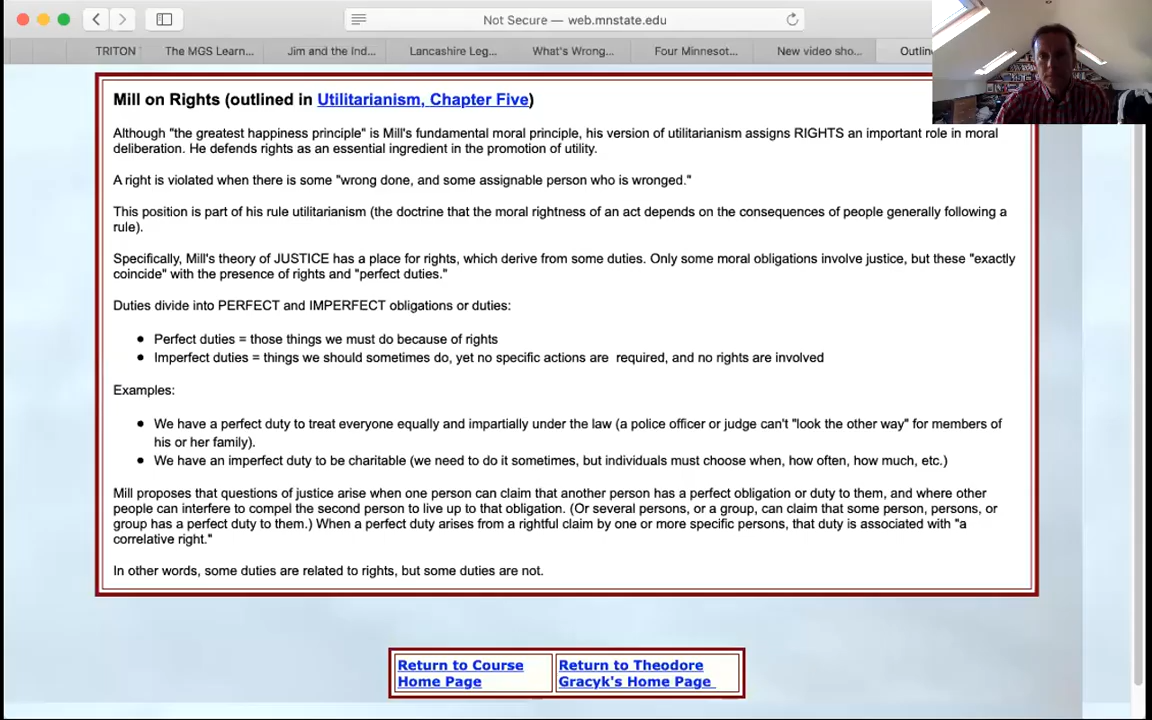 Not Secure — web.mnstate.edu
TRITON
The MGS Learn...
Jim and the Ind...
Lancashire Leg...
What's Wrong...
Four Minnesot...
New video sho...
Outlin
Mill on Rights (outlined in Utilitarianism, Chapter Five)
Although "the greatest happiness principle" is Mill's fundamental moral principle, his version of utilitarianism assigns RIGHTS an important role in moral
deliberation. He defends rights as an essential ingredient in the promotion of utility.
A right is violated when there is some "wrong done, and some assignable person who is wronged."
This position is part of his rule utilitarianism (the doctrine that the moral rightness of an act depends on the consequences of people generally following a
rule).
Specifically, Mill's theory of JUSTICE has a place for rights, which derive from some duties. Only some moral obligations involve justice, but these "exactly
coincide" with the presence of rights and "perfect duties."
Duties divide into PERFECT and IMPERFECT obligations or duties:
• Perfect duties = those things we must do because of rights
• Imperfect duties = things we should sometimes do, yet no specific actions are required, and no rights are involved
Examples:
• We have a perfect duty to treat everyone equally and impartially under the law (a police officer or judge can't "look the other way" for members of
his or her family).
• We have an imperfect duty to be charitable (we need to do it sometimes, but individuals must choose when, how often, how much, etc.)
Mill proposes that questions of justice arise when one person can claim that another person has a perfect obligation or duty to them, and where other
people can interfere to compel the second person to live up to that obligation. (Or several persons, or a group, can claim that some person, persons, or
group has a perfect duty to them.) When a perfect duty arises from a rightful claim by one or more specific persons, that duty is associated with "a
correlative right."
In other words, some duties are related to rights, but some duties are not.
Return to Course
Home Page
Return to Theodore
Gracyk's Home Page